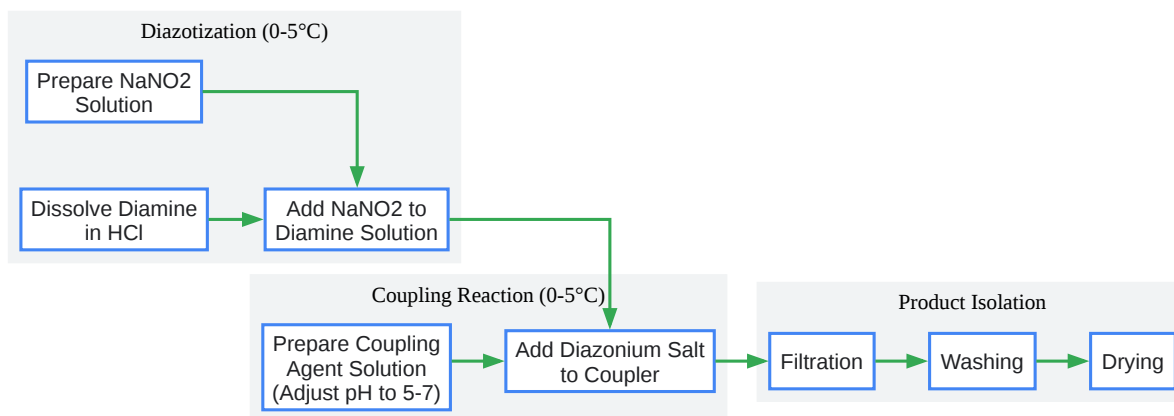 Diazotization (0-5°C)
Prepare NaNO2
Solution
Dissolve Diamine
in HCl
Add NaNO2 to
Diamine Solution
Coupling Reaction (0-5°C)
Prepare Coupling
Agent Solution
(Adjust pH to 5-7)
Add Diazonium Salt
to Coupler
Product Isolation
Filtration
Washing
Drying